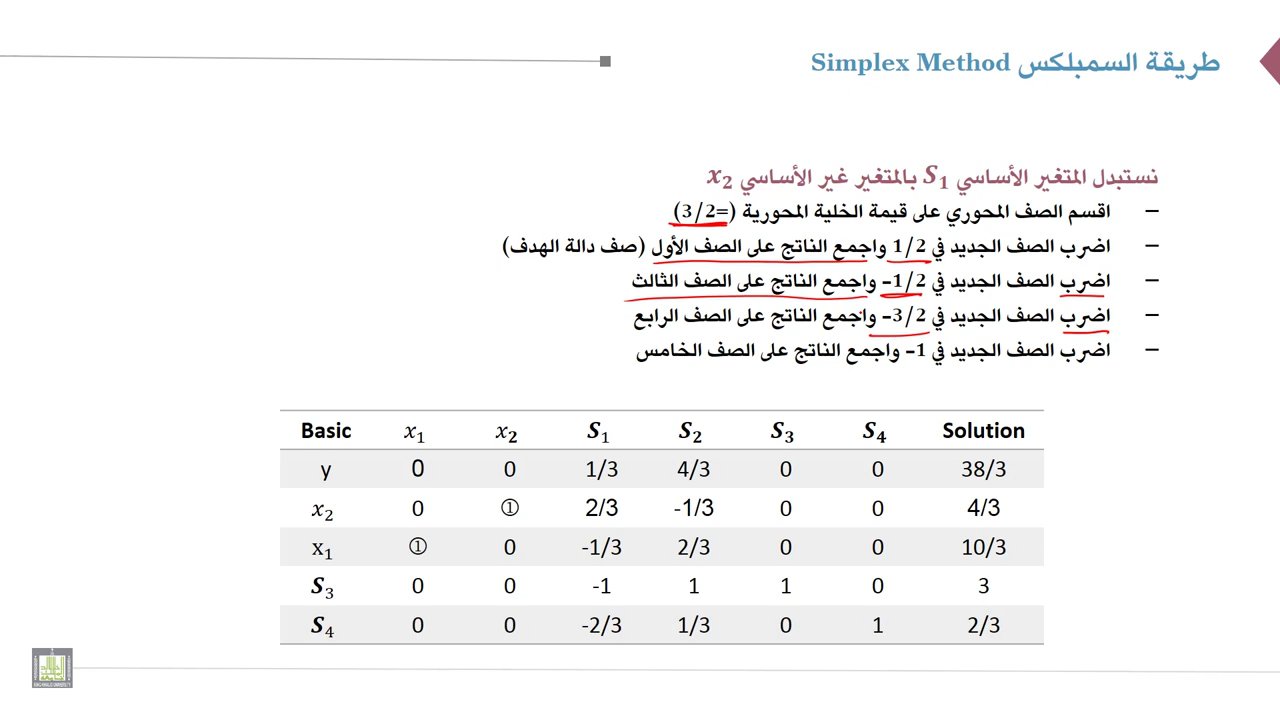 طريقة السمبلكس Simplex Method
نستبدل المتغير الأساسي S₁ بالمتغير غير الأساسي x₂
– اقسم الصف المحوري على قيمة الخلية المحورية (=3/2)
– اضرب الصف الجديد في 1/2 واجمع الناتج على الصف الأول (صف دالة الهدف)
– اضرب الصف الجديد في 1/2- واجمع الناتج على الصف الثالث
– اضرب الصف الجديد في 3/2- واجمع الناتج على الصف الرابع
– اضرب الصف الجديد في 1- واجمع الناتج على الصف الخامس
Basic x₁ x₂ S₁ S₂ S₃ S₄ Solution
y 0 0 1/3 4/3 0 0 38/3
x₂ 0 ① 2/3 -1/3 0 0 4/3
x₁ ① 0 -1/3 2/3 0 0 10/3
S₃ 0 0 -1 1 1 0 3
S₄ 0 0 -2/3 1/3 0 1 2/3